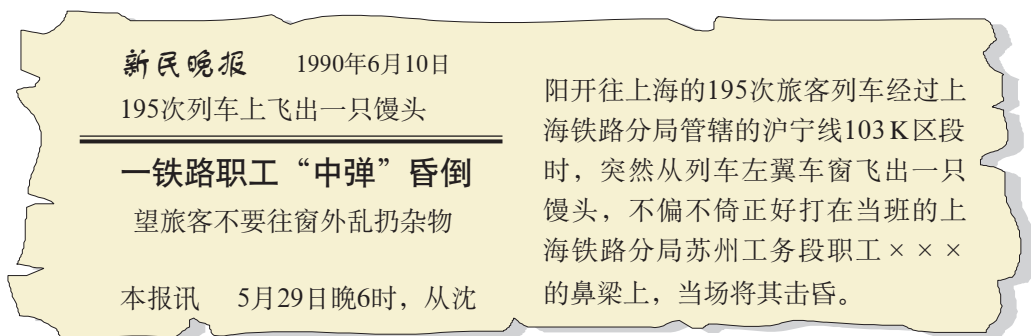 新民晚报 1990年6月10日
195次列车上飞出一只馒头
一铁路职工“中弹”昏倒
望旅客不要往窗外乱扔杂物
本报讯 5月29日晚6时，从沈
阳开往上海的195次旅客列车经过上
海铁路分局管辖的沪宁线103K区段
时，突然从列车左翼车窗飞出一只
馒头，不偏不倚正好打在当班的上
海铁路分局苏州工务段职工×××
的鼻梁上，当场将其击昏。